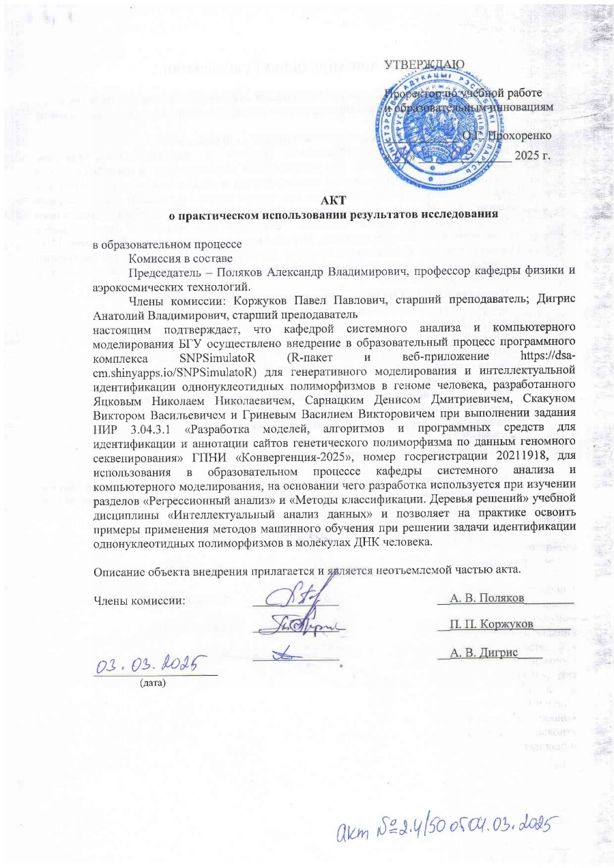 УТВЕРЖДАЮ
Проректор по учебной работе
и образовательным инновациям
О.Г. Прохоренко
2025 г.
АКТ
о практическом использовании результатов исследования
в образовательном процессе
Комиссия в составе
Председатель – Поляков Александр Владимирович, профессор кафедры физики и
аэрокосмических технологий.
Члены комиссии: Коржуков Павел Павлович, старший преподаватель; Дигрис
Анатолий Владимирович, старший преподаватель
настоящим подтверждает, что кафедрой системного анализа и компьютерного
моделирования БГУ осуществлено внедрение в образовательный процесс программного
комплекса SNPSimulatoR (R-пакет и веб-приложение https://dsa-
cm.shinyapps.io/SNPSimulatoR) для генеративного моделирования и интеллектуальной
идентификации однонуклеотидных полиморфизмов в геноме человека, разработанного
Яцковым Николаем Николаевичем, Сарнацким Денисом Дмитриевичем, Скакуном
Виктором Васильевичем и Гриневым Василием Викторовичем при выполнении задания
НИР 3.04.3.1 «Разработка моделей, алгоритмов и программных средств для
идентификации и аннотации сайтов генетического полиморфизма по данным геномного
секвенирования» ГПНИ «Конвергенция-2025», номер госрегистрации 20211918, для
использования в образовательном процессе кафедры системного анализа и
компьютерного моделирования, на основании чего разработка используется при изучении
разделов «Регрессионный анализ» и «Методы классификации. Деревья решений» учебной
дисциплины «Интеллектуальный анализ данных» и позволяет на практике освоить
примеры применения методов машинного обучения при решении задачи идентификации
однонуклеотидных полиморфизмов в молекулах ДНК человека.
Описание объекта внедрения прилагается и является неотъемлемой частью акта.
Члены комиссии:
А. В. Поляков
П. П. Коржуков
А. В. Дигрис
03.03.2025
(дата)
Акт №2.4/50 от 04.03.2025